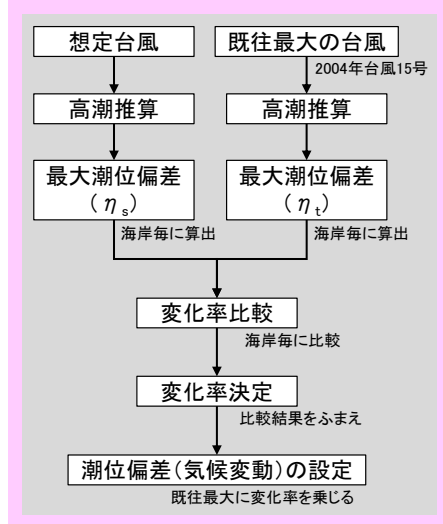 想定台風
既往最大の台風
2004年台風15号
高潮推算
高潮推算
最大潮位偏差
(ηs)
最大潮位偏差
(ηt)
海岸毎に算出
海岸毎に算出
変化率比較
海岸毎に比較
変化率決定
比較結果をふまえ
潮位偏差(気候変動)の設定
既往最大に変化率を乗じる